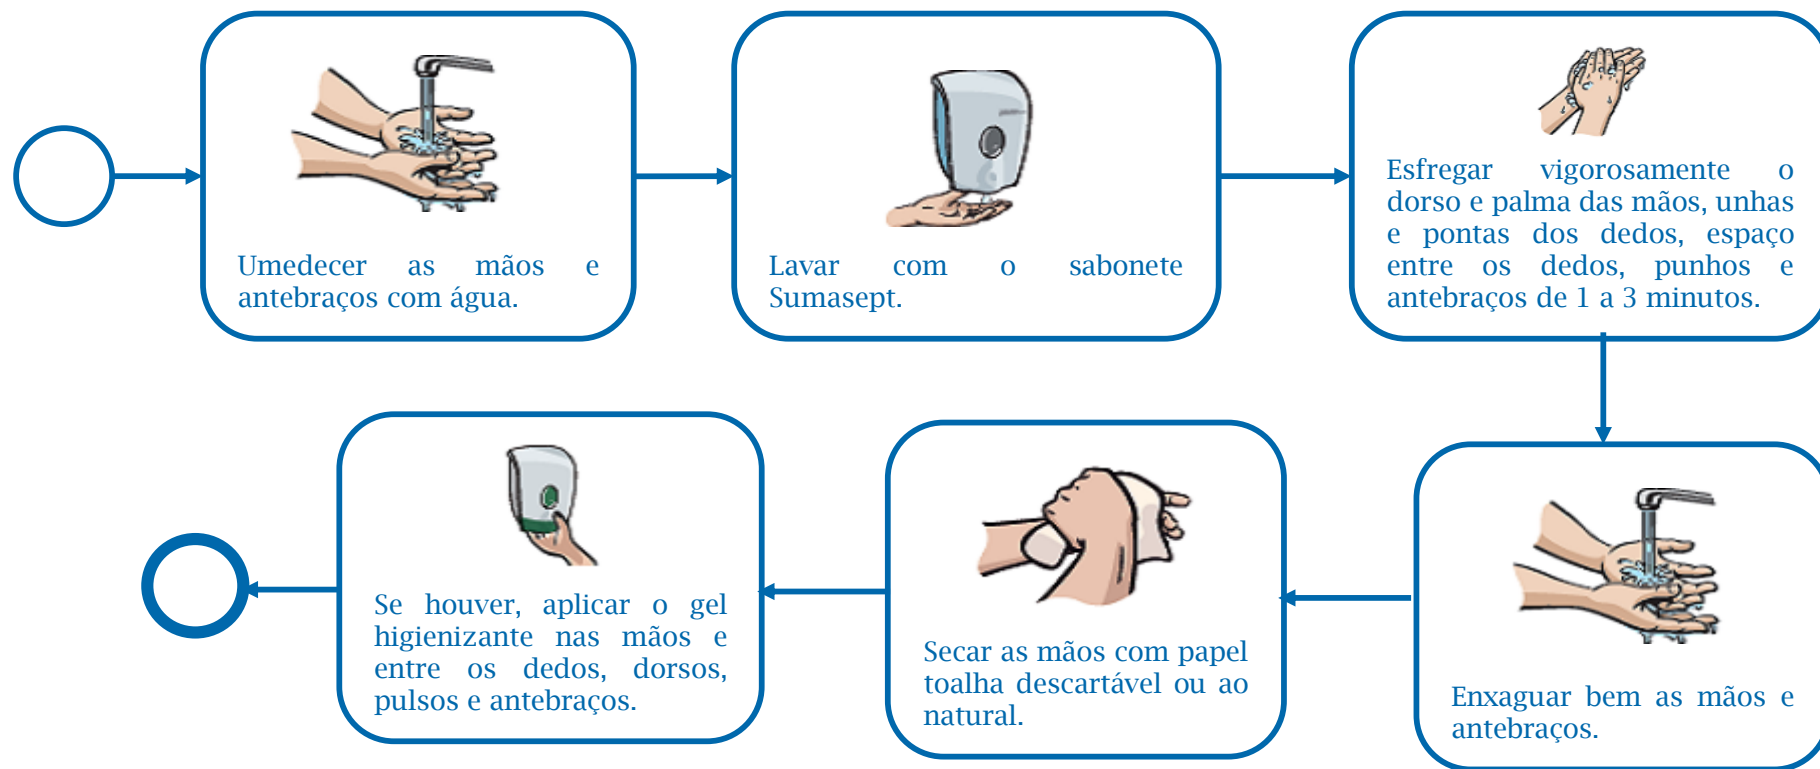 Umedecer as mãos e
antebraços com água.
Lavar com o sabonete
Sumasept.
Esfregar vigorosamente o
dorso e palma das mãos, unhas
e pontas dos dedos, espaço
entre os dedos, punhos e
antebraços de 1 a 3 minutos.
Enxaguar bem as mãos e
antebraços.
Secar as mãos com papel
toalha descartável ou ao
natural.
Se houver, aplicar o gel
higienizante nas mãos e
entre os dedos, dorsos,
pulsos e antebraços.